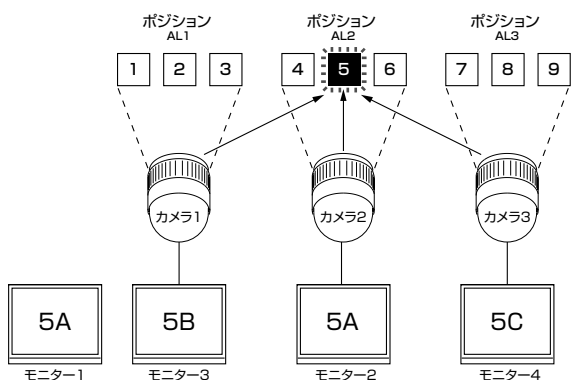 ポジション
AL1
ポジション
AL2
ポジション
AL3
1 2 3
4 5 6
7 8 9
カメラ1
カメラ2
カメラ3
5A
5B
5A
5C
モニター1
モニター3
モニター2
モニター4